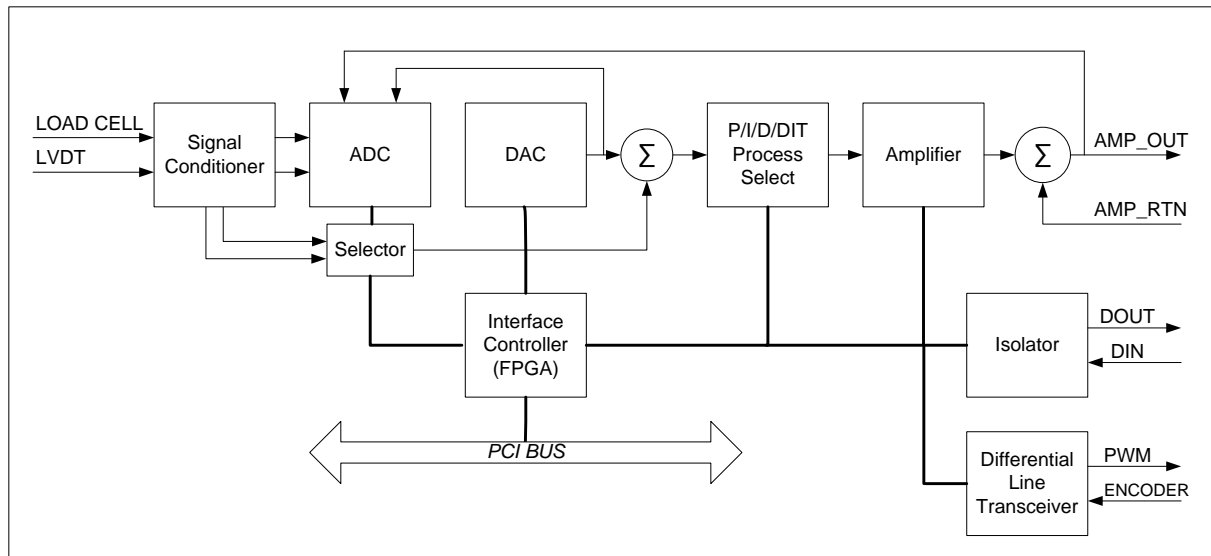 LOAD CELL
LVDT
Signal
Conditioner
ADC
DAC
Σ
P/I/D/DIT
Process
Select
Amplifier
Σ
AMP_OUT
AMP_RTN
Selector
Interface
Controller
(FPGA)
Isolator
DOUT
DIN
PCI BUS
Differential
Line
Transceiver
PWM
ENCODER